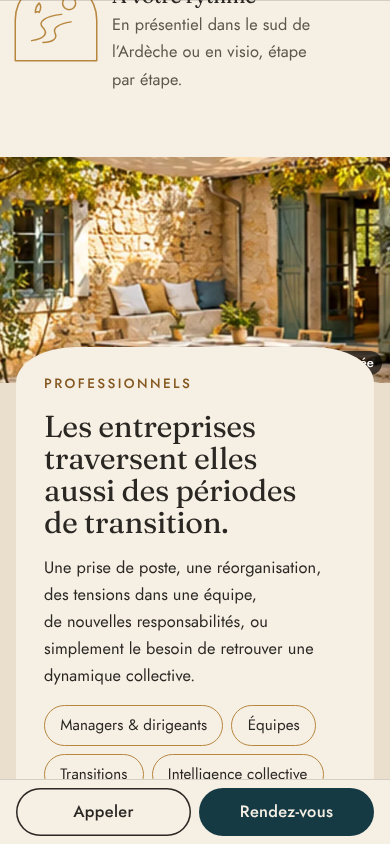 À votre rythme
En présentiel dans le sud de
l’Ardèche ou en visio, étape
par étape.
PROFESSIONNELS
Les entreprises
traversent elles
aussi des périodes
de transition.
Une prise de poste, une réorganisation,
des tensions dans une équipe,
de nouvelles responsabilités, ou
simplement le besoin de retrouver une
dynamique collective.
Managers & dirigeants
Équipes
Transitions
Intelligence collective
Appeler
Rendez-vous